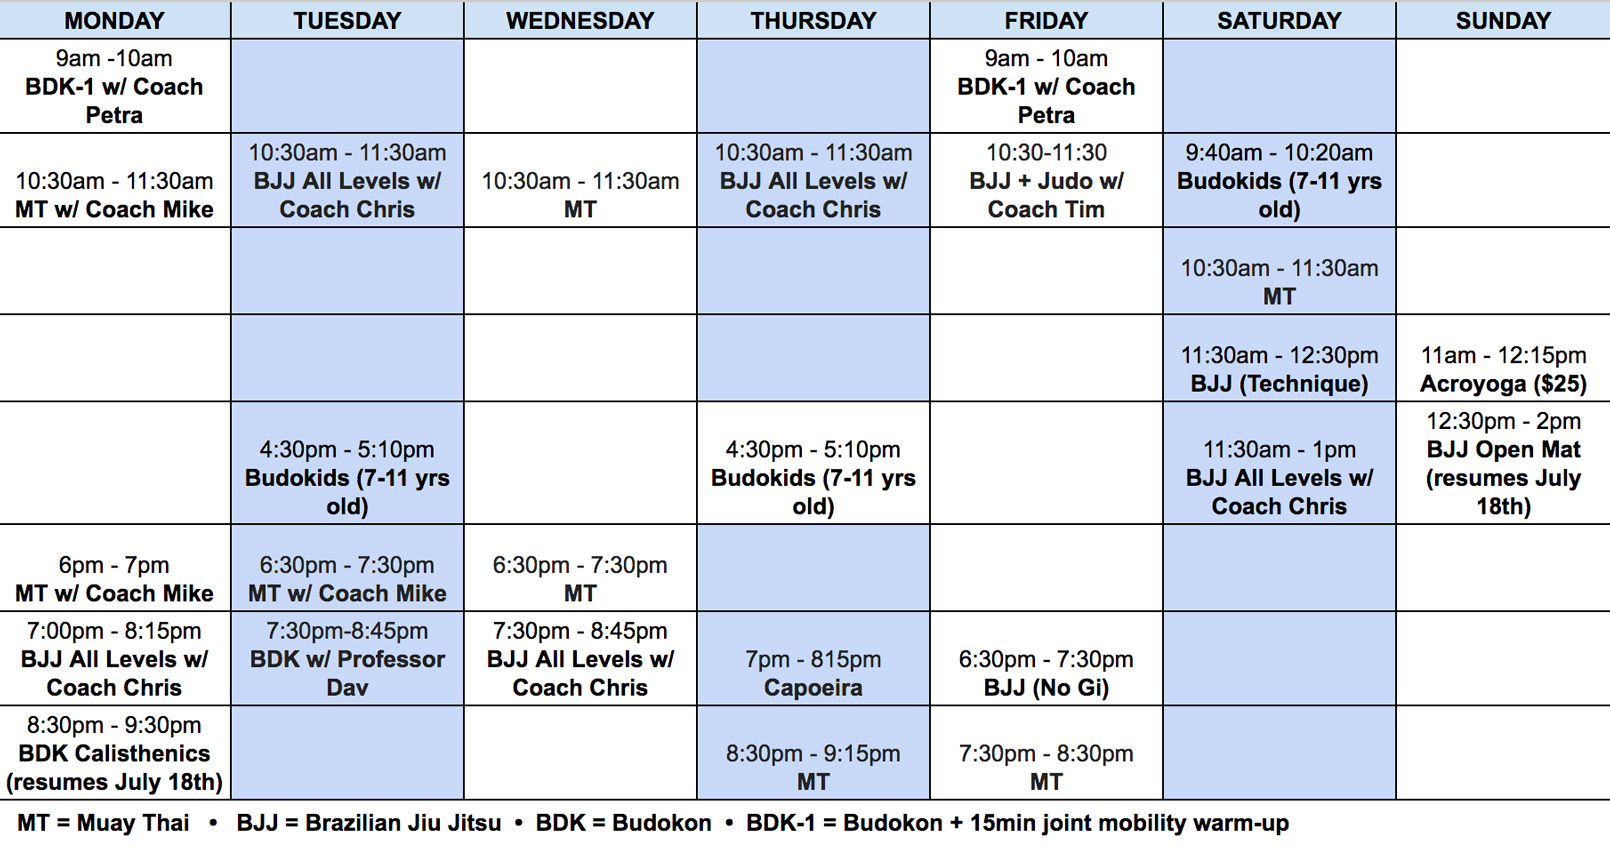 MONDAY TUESDAY WEDNESDAY THURSDAY FRIDAY SATURDAY SUNDAY
9am -10am
BDK-1 w/ Coach
Petra
9am - 10am
BDK-1 w/ Coach
Petra
10:30am - 11:30am
MT w/ Coach Mike
10:30am - 11:30am
BJJ All Levels w/
Coach Chris
10:30am - 11:30am
MT
10:30am - 11:30am
BJJ All Levels w/
Coach Chris
10:30-11:30
BJJ + Judo w/
Coach Tim
9:40am - 10:20am
Budokids (7-11 yrs
old)
10:30am - 11:30am
MT
11:30am - 12:30pm
BJJ (Technique)
11am - 12:15pm
Acroyoga ($25)
4:30pm - 5:10pm
Budokids (7-11 yrs
old)
4:30pm - 5:10pm
Budokids (7-11 yrs
old)
11:30am - 1pm
BJJ All Levels w/
Coach Chris
12:30pm - 2pm
BJJ Open Mat
(resumes July
18th)
6pm - 7pm
MT w/ Coach Mike
6:30pm - 7:30pm
MT w/ Coach Mike
6:30pm - 7:30pm
MT
7:00pm - 8:15pm
BJJ All Levels w/
Coach Chris
7:30pm-8:45pm
BDK w/ Professor
Dav
7:30pm - 8:45pm
BJJ All Levels w/
Coach Chris
7pm - 815pm
Capoeira
6:30pm - 7:30pm
BJJ (No Gi)
8:30pm - 9:30pm
BDK Calisthenics
(resumes July 18th)
8:30pm - 9:15pm
MT
7:30pm - 8:30pm
MT
MT = Muay Thai • BJJ = Brazilian Jiu Jitsu • BDK = Budokon • BDK-1 = Budokon + 15min joint mobility warm-up